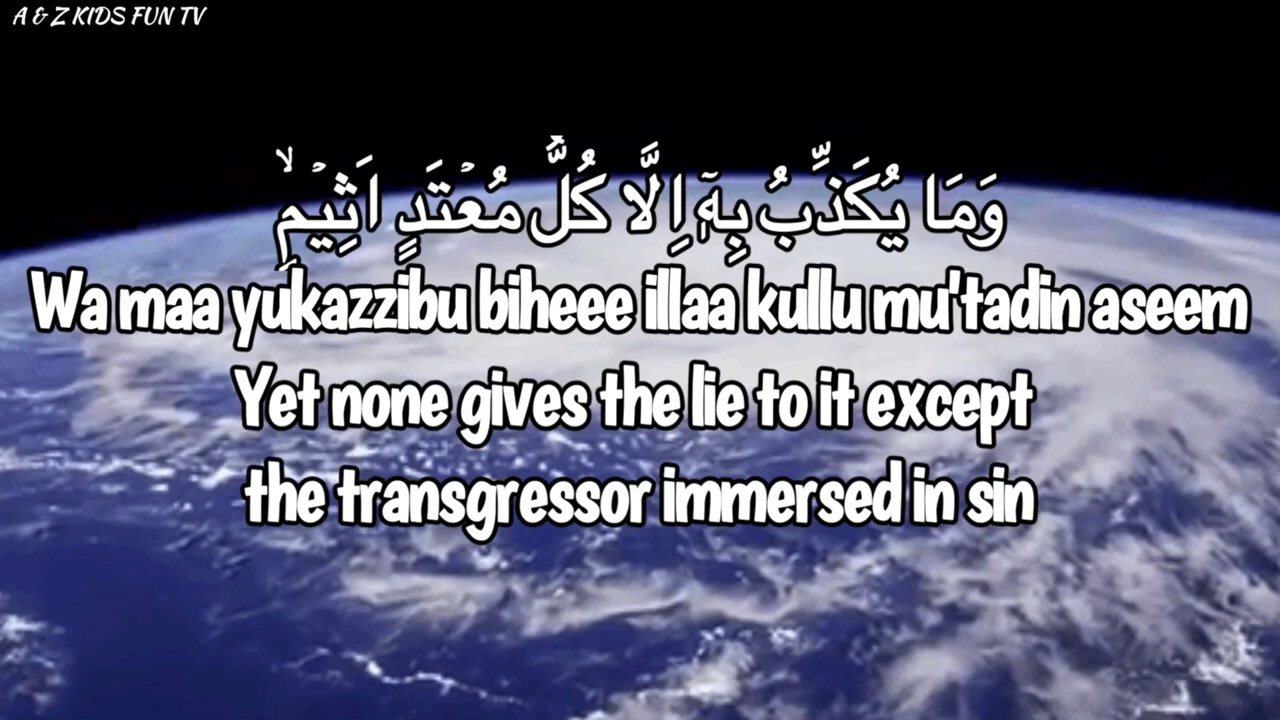 A & Z KIDS FUN TV
وَمَا يُكَذِّبُ بِهٖۤ اِلَّا كُلُّ مُعۡتَدٍ اَثِيۡمٍۙ
Wa maa yukazzibu biheee illaa kullu mu'tadin aseem
Yet none gives the lie to it except
the transgressor immersed in sin